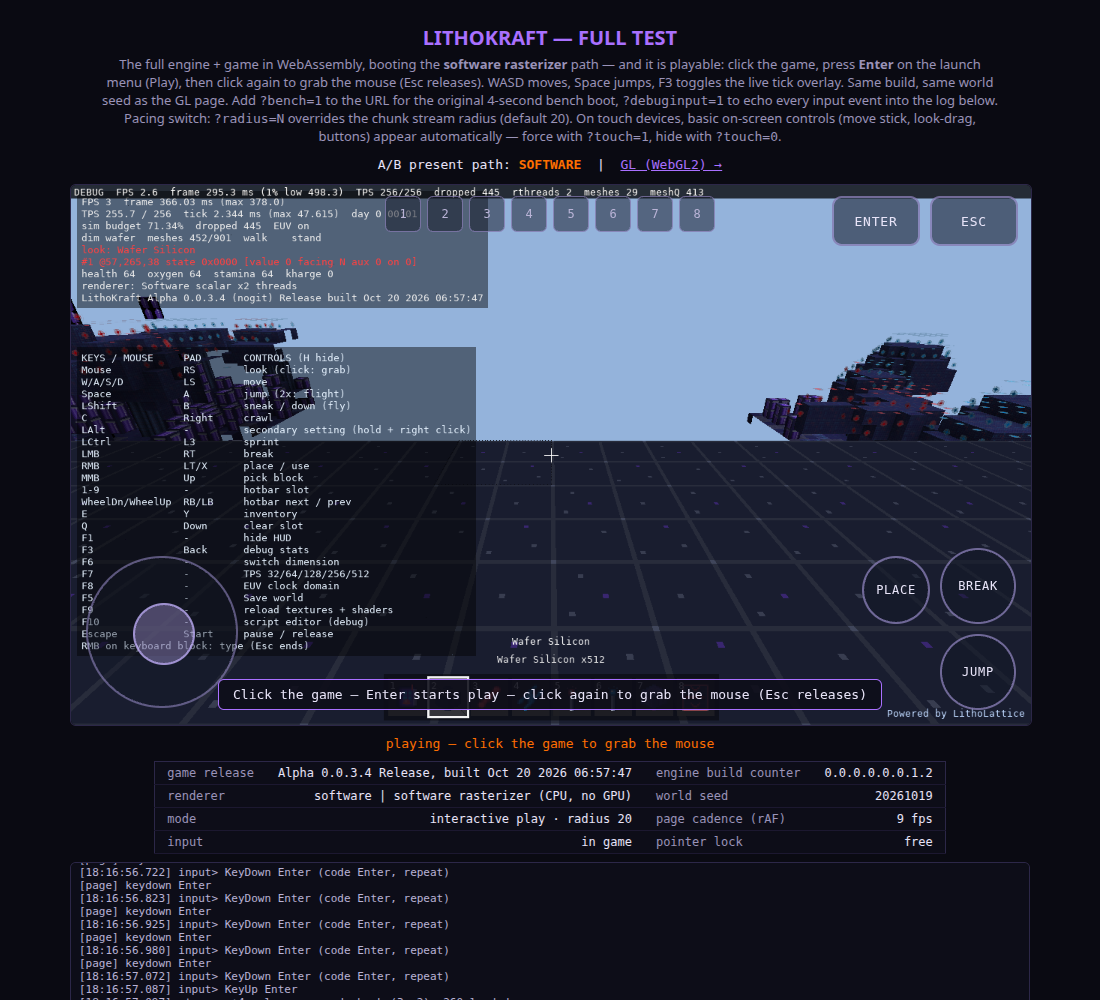 LITHOKRAFT — FULL TEST
The full engine + game in WebAssembly, booting the software rasterizer path — and it is playable: click the game, press Enter on the launch
menu (Play), then click again to grab the mouse (Esc releases). WASD moves, Space jumps, F3 toggles the live tick overlay. Same build, same world
seed as the GL page. Add ?bench=1 to the URL for the original 4-second bench boot, ?debuginput=1 to echo every input event into the log below.
Pacing switch: ?radius=N overrides the chunk stream radius (default 20). On touch devices, basic on-screen controls (move stick, look-drag,
buttons) appear automatically — force with ?touch=1, hide with ?touch=0.
A/B present path: SOFTWARE | GL (WebGL2) →
DEBUG FPS 2.6 frame 295.3 ms (1% low 498.3) TPS 256/256 dropped 445 rthreads 2 meshes 29 meshQ 413
FPS 3 frame 366.03 ms (max 378.0)
TPS 255.7 / 256 tick 2.344 ms (max 47.615) day 0 00:01
1 2 3 4 5 6 7 8
ENTER ESC
sim budget 71.34% dropped 445 EUV on
dim wafer meshes 452/901 walk stand
look: Wafer Silicon
#1 @57,265,38 state 0x0000 [value 0 facing N aux 0 on 0]
health 64 oxygen 64 stamina 64 kharge 0
renderer: Software scalar x2 threads
LithoKraft Alpha 0.0.3.4 (nogit) Release built Oct 20 2026 06:57:47
KEYS / MOUSE PAD CONTROLS (H hide)
Mouse RS look (click: grab)
W/A/S/D LS move
Space A jump (2x: flight)
LShift B sneak / down (fly)
C Right crawl
LAlt - secondary setting (hold + right click)
LCtrl L3 sprint
LMB RT break
RMB LT/X place / use
MMB Up pick block
1-9 - hotbar slot
WheelDn/WheelUp RB/LB hotbar next / prev
E Y inventory
Q Down clear slot
F1 - hide HUD
F3 Back debug stats
F6 - switch dimension
F7 - TPS 32/64/128/256/512
F8 - EUV clock domain
F5 - Save world
F9 - reload textures + shaders
F10 - script editor (debug)
Escape Start pause / release
RMB on keyboard block: type (Esc ends)
PLACE BREAK
JUMP
Wafer Silicon
Wafer Silicon x512
Click the game — Enter starts play — click again to grab the mouse (Esc releases)
Powered by LithoLattice
playing — click the game to grab the mouse
game release Alpha 0.0.3.4 Release, built Oct 20 2026 06:57:47 engine build counter 0.0.0.0.0.0.1.2
renderer software | software rasterizer (CPU, no GPU) world seed 20261019
mode interactive play · radius 20 page cadence (rAF) 9 fps
input in game pointer lock free
[18:16:56.722] input> KeyDown Enter (code Enter, repeat)
[page] keydown Enter
[18:16:56.823] input> KeyDown Enter (code Enter, repeat)
[page] keydown Enter
[18:16:56.925] input> KeyDown Enter (code Enter, repeat)
[page] keydown Enter
[18:16:56.980] input> KeyDown Enter (code Enter, repeat)
[page] keydown Enter
[18:16:57.072] input> KeyDown Enter (code Enter, repeat)
[18:16:57.087] input> KeyUp Enter